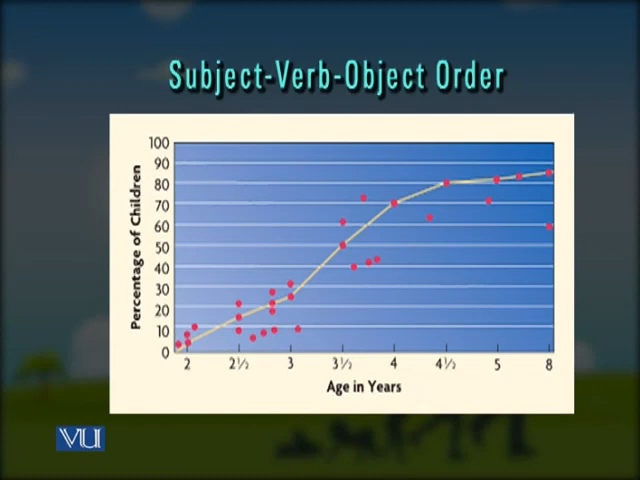 Subject-Verb-Object Order
Percentage of Children
100
90
80
70
60
50
40
30
20
10
0
2 2½ 3 3½ 4 4½ 5 8
Age in Years
VU